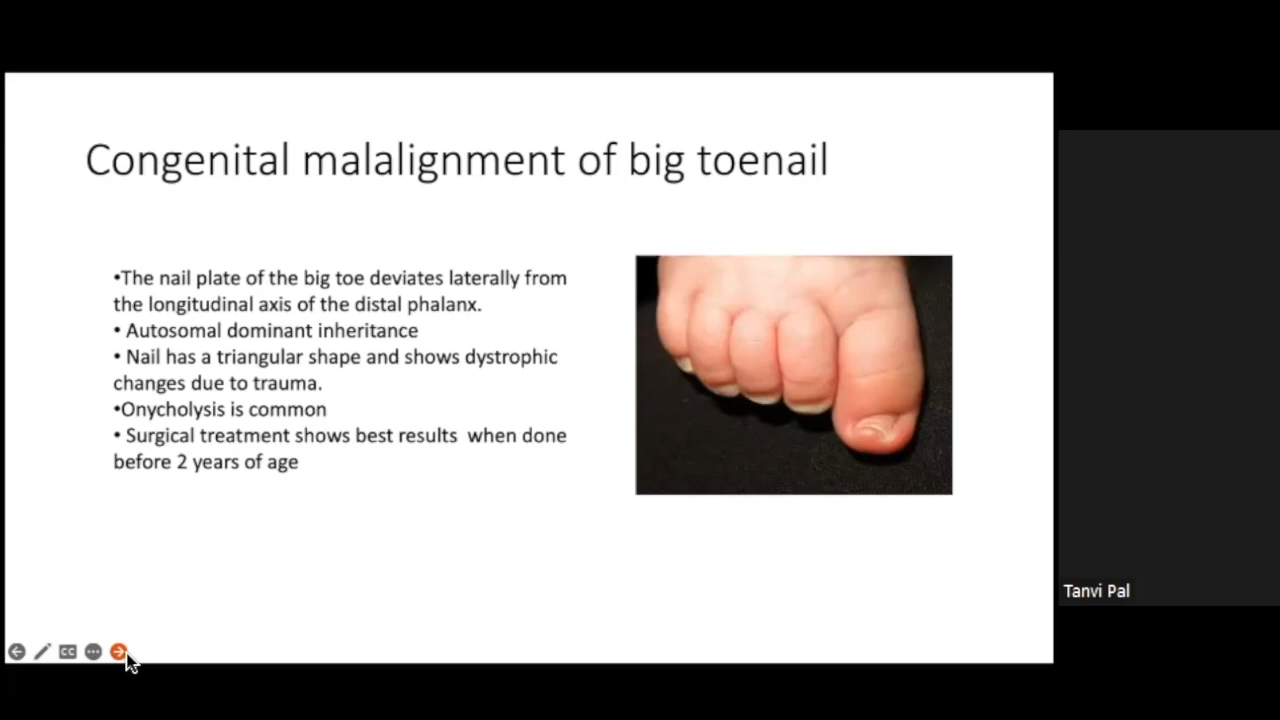 Congenital malalignment of big toenail
•The nail plate of the big toe deviates laterally from
the longitudinal axis of the distal phalanx.
• Autosomal dominant inheritance
• Nail has a triangular shape and shows dystrophic
changes due to trauma.
•Onycholysis is common
• Surgical treatment shows best results  when done
before 2 years of age
Tanvi Pal
CC